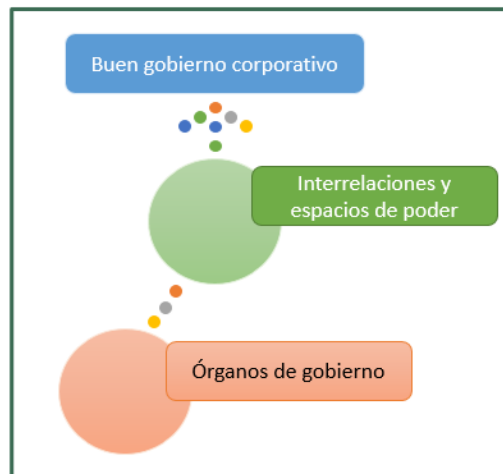 Buen gobierno corporativo
Interrelaciones y
espacios de poder
Órganos de gobierno